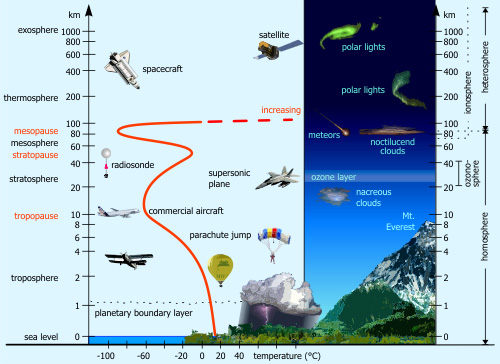 km
km
exosphere
1000
800
600
400
thermosphere
200
100
mesopause
80
mesosphere
60
stratopause
40
stratosphere
20
tropopause
10
8
6
4
troposphere
2
1
sea level
0
satellite
spacecraft
increasing
radiosonde
supersonic
plane
commercial aircraft
parachute jump
planetary boundary layer
polar lights
polar lights
meteors
noctilucend
clouds
ozone layer
nacreous
clouds
Mt.
Everest
1000
800
600
400
200
100
80
60
40
20
10
8
6
4
2
1
0
ionosphere
heterosphere
ozono-
sphere
homosphere
-100
-60
-20
0
20
40
temperature (°C)